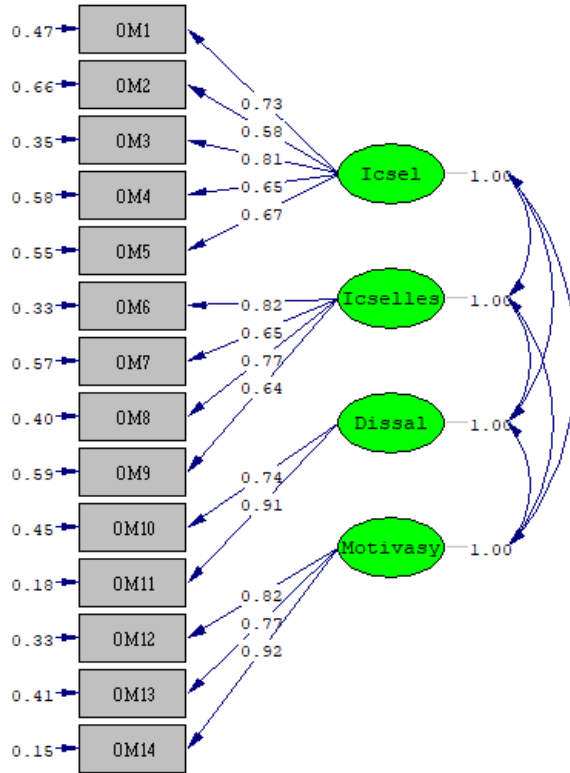 0.47 OM1
0.66 OM2
0.73
0.58
0.35 OM3
0.81
Icsel 1.00
0.58 OM4
0.65
0.67
0.55 OM5
0.33 OM6
0.82
Icselles 1.00
0.65
0.57 OM7
0.77
0.64
0.40 OM8
Dissal 1.00
0.59 OM9
0.74
0.91
0.45 OM10
Motivasy 1.00
0.18 OM11
0.82
0.33 OM12
0.77
0.92
0.41 OM13
0.15 OM14